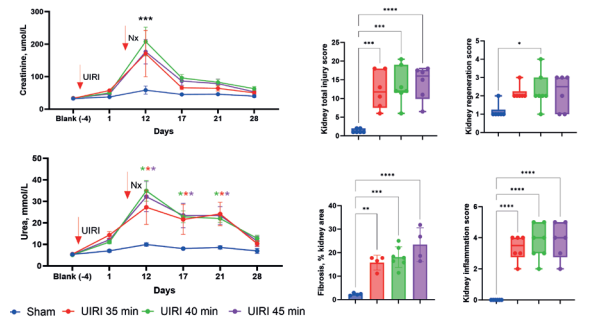 Creatinine, umol/L
300
200
100
0
Nx
***
UIRI
Blank (-4) 1 12 17 21 28
Days
Kidney total injury score
25
20
15
10
5
0
****
***
***
Kidney regeneration score
5
4
3
2
1
0
*
Urea, mmol/L
50
40
30
20
10
0
Nx
*** *** ***
UIRI
Blank (-4) 1 12 17 21 28
Days
Fibrosis, % kidney area
50
40
30
20
10
0
****
***
**
Kidney inflammation score
6
4
2
0
****
****
****
Sham UIRI 35 min UIRI 40 min UIRI 45 min